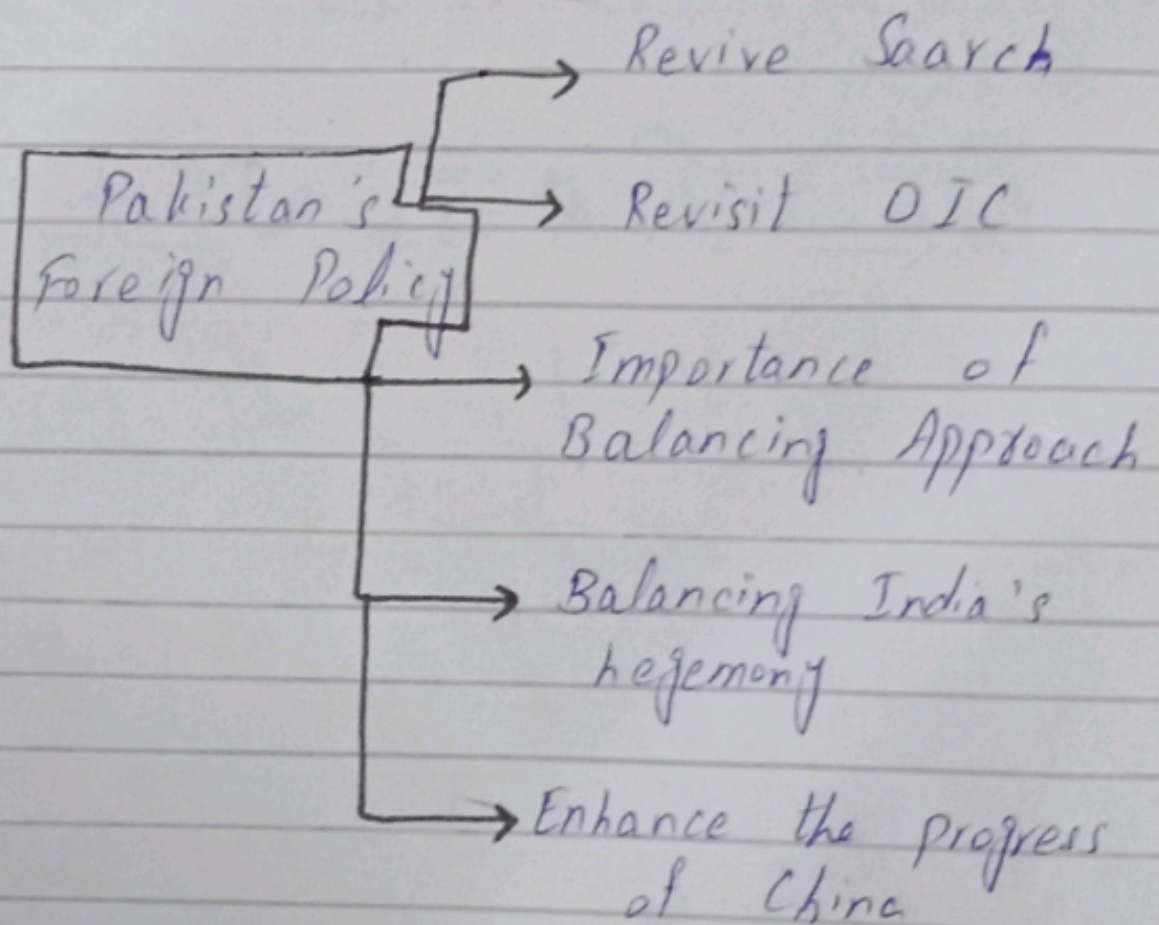 Revive Saarch
Pakistan's
Foreign Policy
Revisit OIC
Importance of
Balancing Approach
Balancing India's
hegemony
Enhance the progress
of China